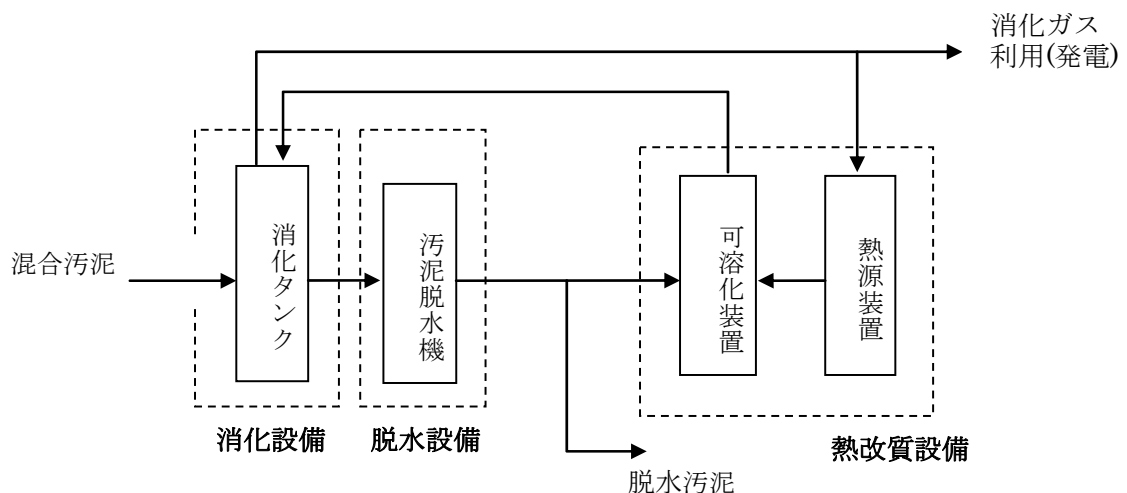 消化ガス
利用(発電)
混合汚泥
消化タンク
汚泥脱水機
可溶化装置
熱源装置
消化設備
脱水設備
熱改質設備
脱水汚泥